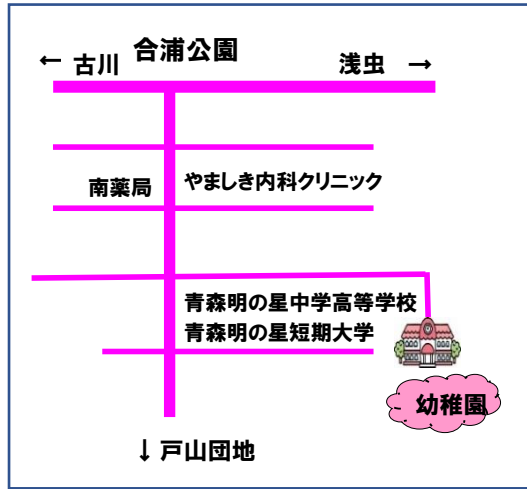 合浦公園
← 古川
浅虫 →
南薬局
やましき内科クリニック
青森明の星中学高等学校
青森明の星短期大学
幼稚園
↓戸山団地